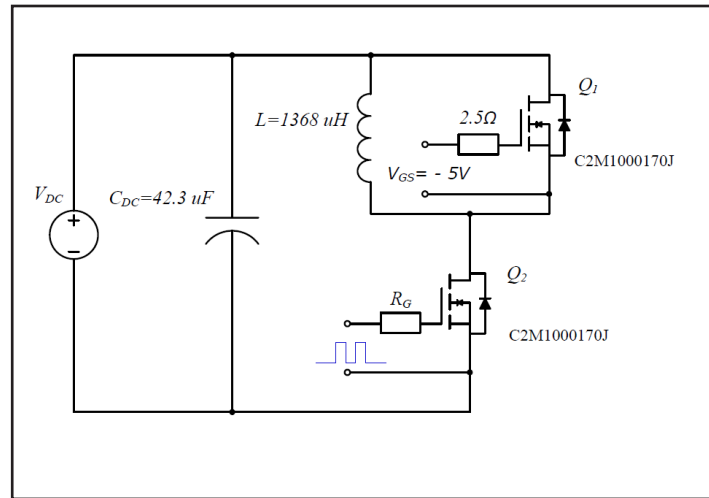 Q1
2.5Ω
L=1368 uH
C2M1000170J
VGS= - 5V
VDC
CDC=42.3 uF
+
−
Q2
RG
C2M1000170J